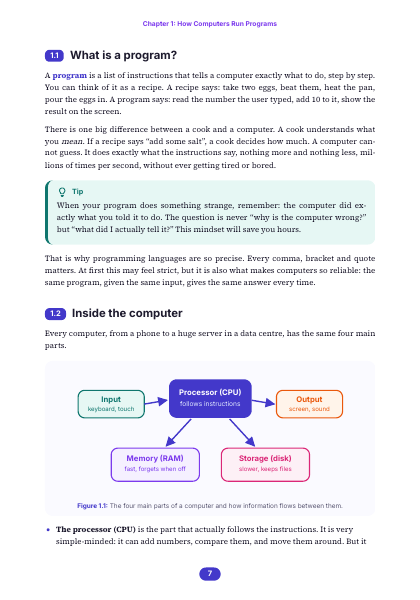 Chapter 1: How Computers Run Programs
1.1 What is a program?
A program is a list of instructions that tells a computer exactly what to do, step by step.
You can think of it as a recipe. A recipe says: take two eggs, beat them, heat the pan,
pour the eggs in. A program says: read the number the user typed, add 10 to it, show the
result on the screen.
There is one big difference between a cook and a computer. A cook understands what
you mean. If a recipe says “add some salt”, a cook decides how much. A computer can-
not guess. It does exactly what the instructions say, nothing more and nothing less, mil-
lions of times per second, without ever getting tired or bored.
Tip
When your program does something strange, remember: the computer did ex-
actly what you told it to do. The question is never “why is the computer wrong?”
but “what did I actually tell it?” This mindset will save you hours.
That is why programming languages are so precise. Every comma, bracket and quote
matters. At first this may feel strict, but it is also what makes computers so reliable: the
same program, given the same input, gives the same answer every time.
1.2 Inside the computer
Every computer, from a phone to a huge server in a data centre, has the same four main
parts.
Input
keyboard, touch
Processor (CPU)
follows instructions
Output
screen, sound
Memory (RAM)
fast, forgets when off
Storage (disk)
slower, keeps files
Figure 1.1: The four main parts of a computer and how information flows between them.
• The processor (CPU) is the part that actually follows the instructions. It is very
simple-minded: it can add numbers, compare them, and move them around. But it
7